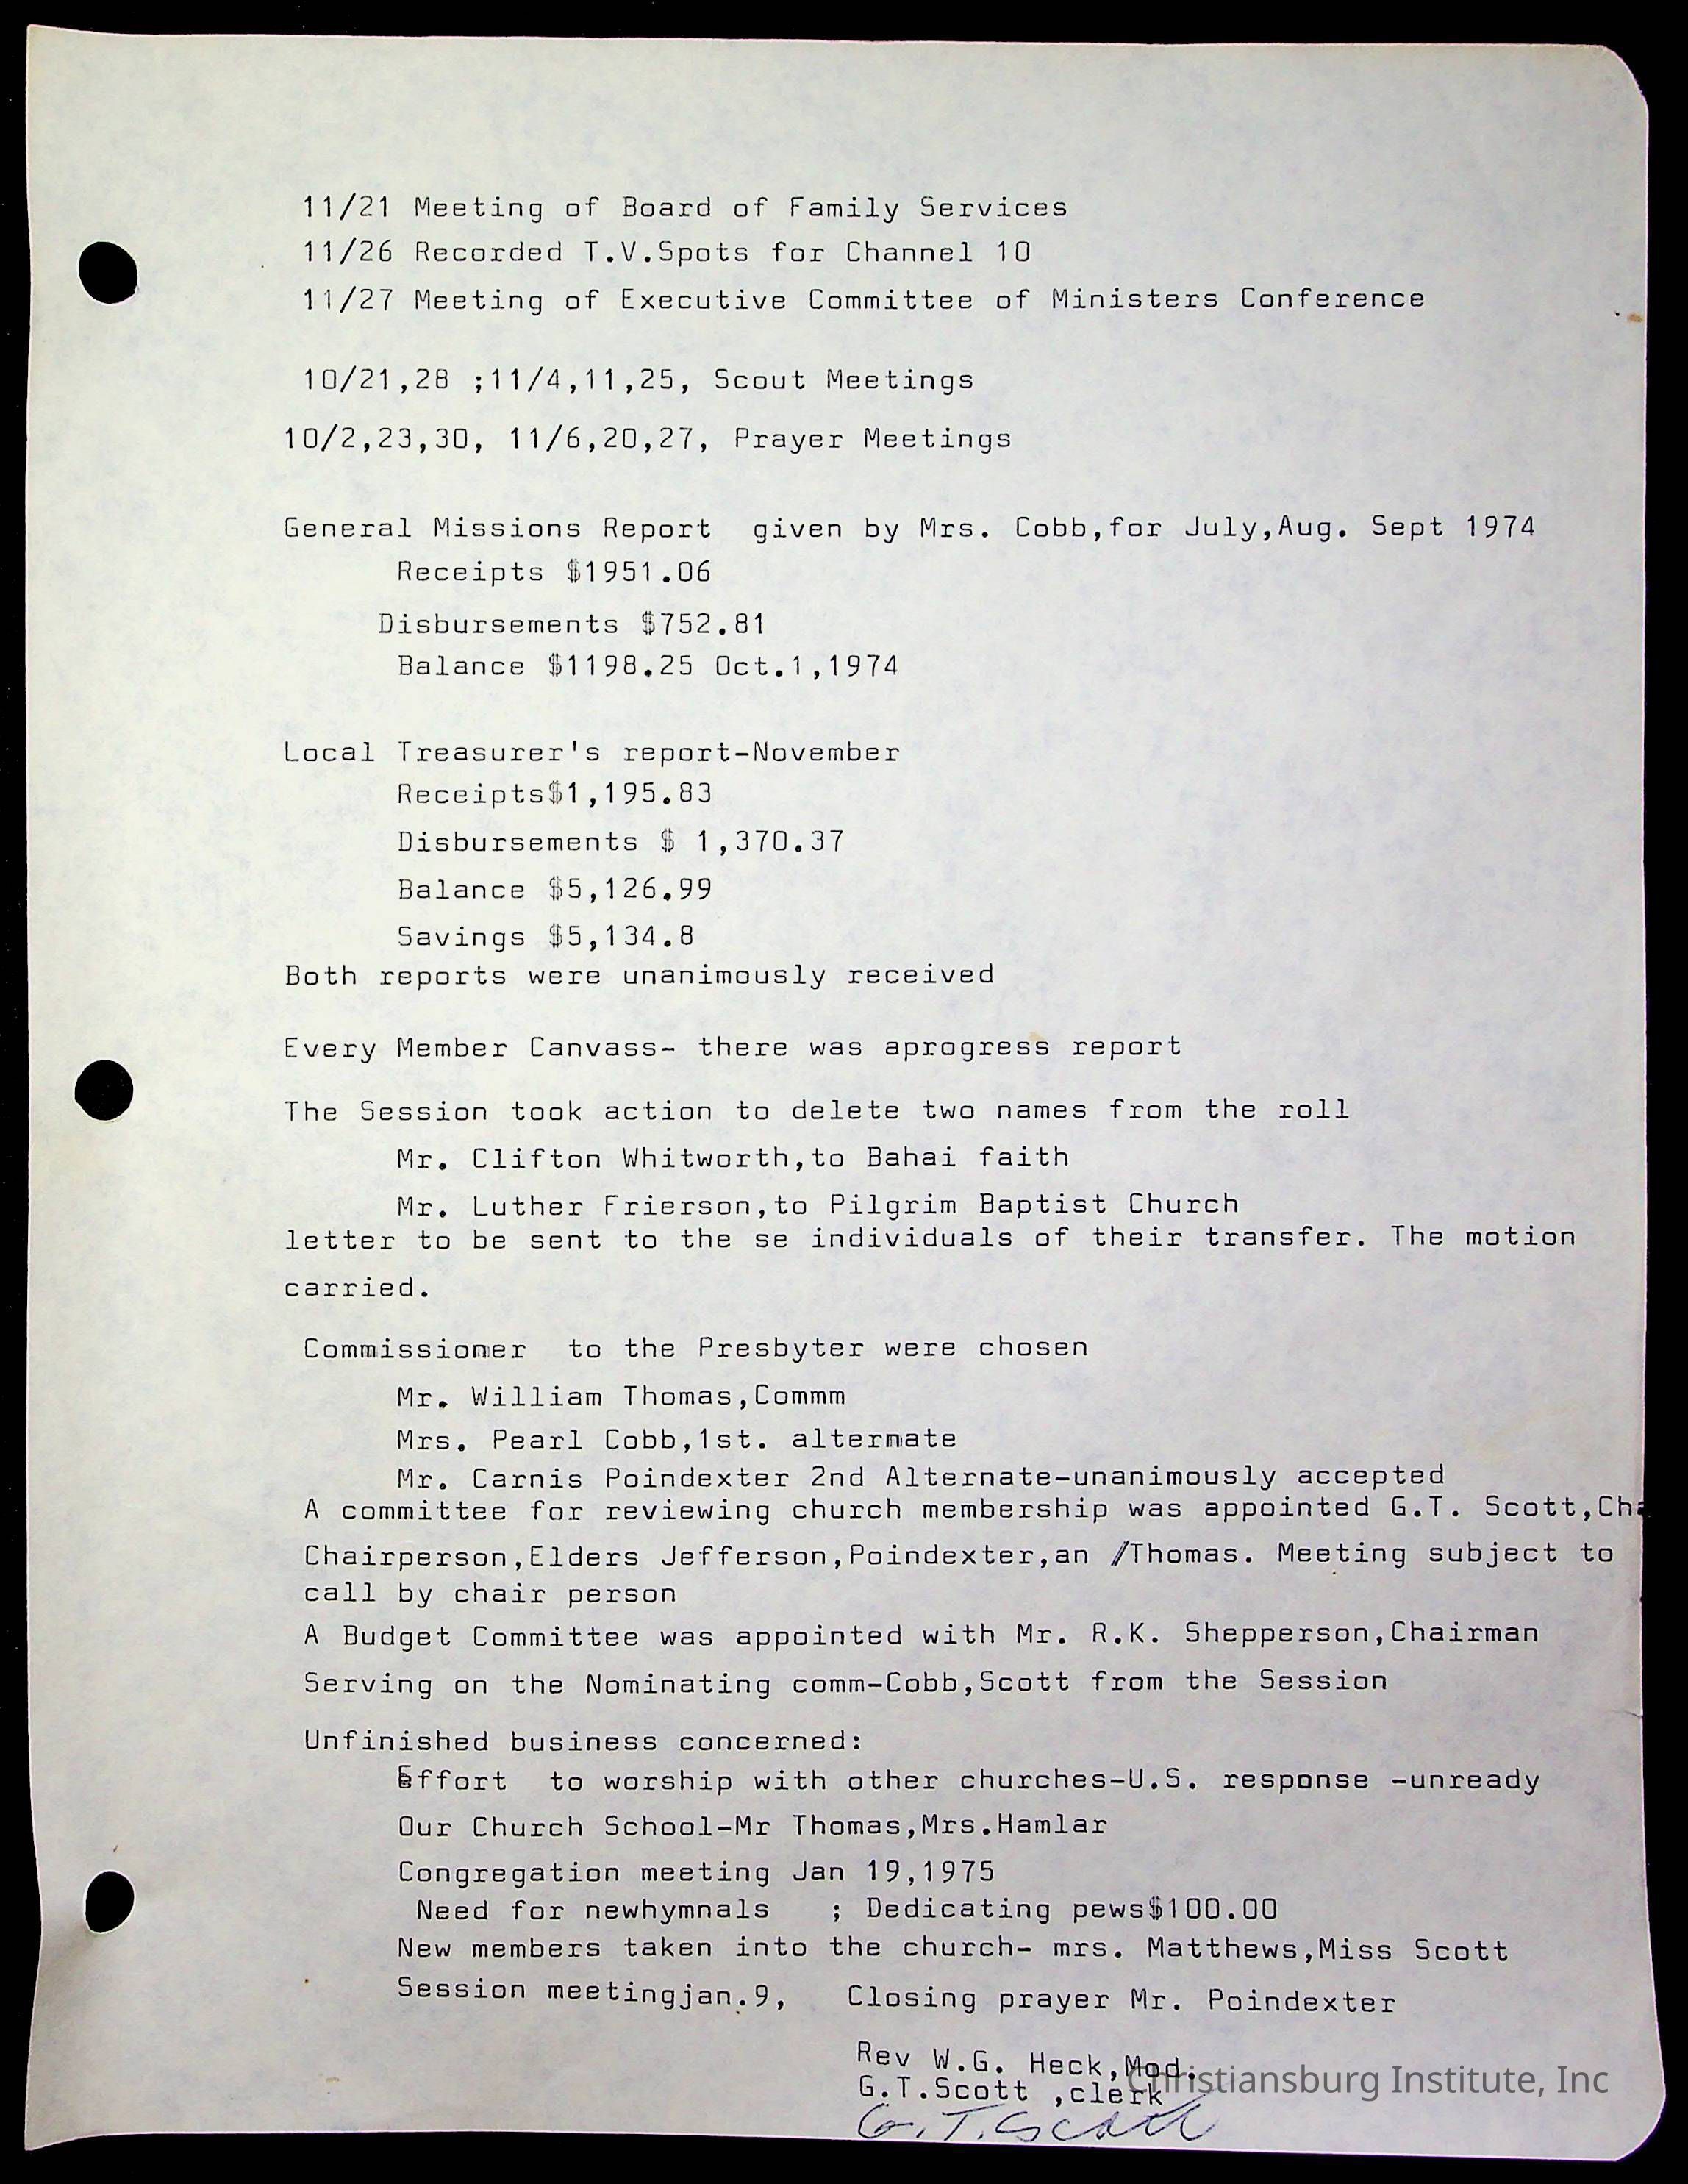 11/21 Meeting of Board of Family Services
11/26 Recorded T.V.Spots for Channel 10
11/27 Meeting of Executive Committee of Ministers Conference
10/21,28 ;11/4,11,25, Scout Meetings
10/2,23,30, 11/6,20,27, Prayer Meetings
General Missions Report given by Mrs. Cobb,for July,Aug. Sept 1974
Receipts $1951.06
Disbursements $752.81
Balance $1198.25 Oct.1,1974
Local Treasurer's report-November
Receipts$1,195.83
Disbursements $ 1,370.37
Balance $5,126.99
Savings $5,134.8
Both reports were unanimously received
Every Member Canvass- there was aprogress report
The Session took action to delete two names from the roll
Mr. Clifton Whitworth,to Bahai faith
Mr. Luther Frierson,to Pilgrim Baptist Church
letter to be sent to the se individuals of their transfer. The motion
carried.
Commissioner to the Presbyter were chosen
Mr. William Thomas,Commm
Mrs. Pearl Cobb,1st. alternate
Mr. Carnis Poindexter 2nd Alternate-unanimously accepted
A committee for reviewing church membership was appointed G.T. Scott,Cha
Chairperson,Elders Jefferson,Poindexter,an /Thomas. Meeting subject to
call by chair person
A Budget Committee was appointed with Mr. R.K. Shepperson,Chairman
Serving on the Nominating comm-Cobb,Scott from the Session
Unfinished business concerned:
Effort to worship with other churches-U.S. response -unready
Our Church School-Mr Thomas,Mrs.Hamlar
Congregation meeting Jan 19,1975
Need for newhymnals ; Dedicating pews$100.00
New members taken into the church- mrs. Matthews,Miss Scott
Session meetingjan.9, Closing prayer Mr. Poindexter
Rev W.G. Heck,Mod.
G.T.Scott ,clerk
G.T. Scott
Christiansburg Institute, Inc